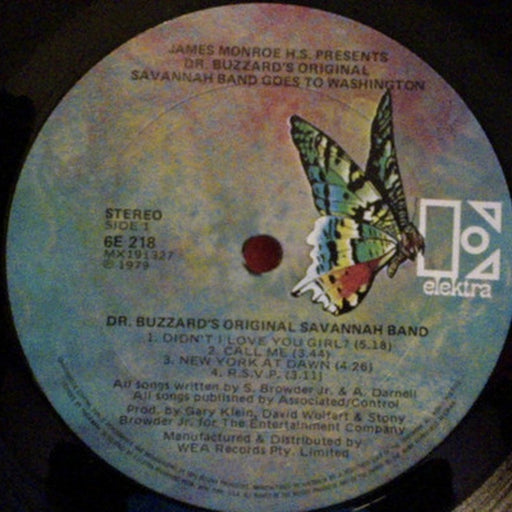 JAMES MONROE H.S. PRESENTS
DR. BUZZARD'S ORIGINAL
SAVANNAH BAND GOES TO WASHINGTON
STEREO
SIDE 1
6E 218
MX191327
℗ 1979
elektra
DR. BUZZARD'S ORIGINAL SAVANNAH BAND
1. DIDN'T I LOVE YOU GIRL? (5.18)
2. CALL ME (3.44)
3. NEW YORK AT DAWN (4.26)
4. R.S.V.P. (3.11)
All songs written by S. Browder Jr. & A. Darnell
All songs published by Associated/Control
Prod. by Gary Klein, David Wolfert & Stony
Browder Jr. for The Entertainment Company
Manufactured & Distributed by
WEA Records Pty. Limited